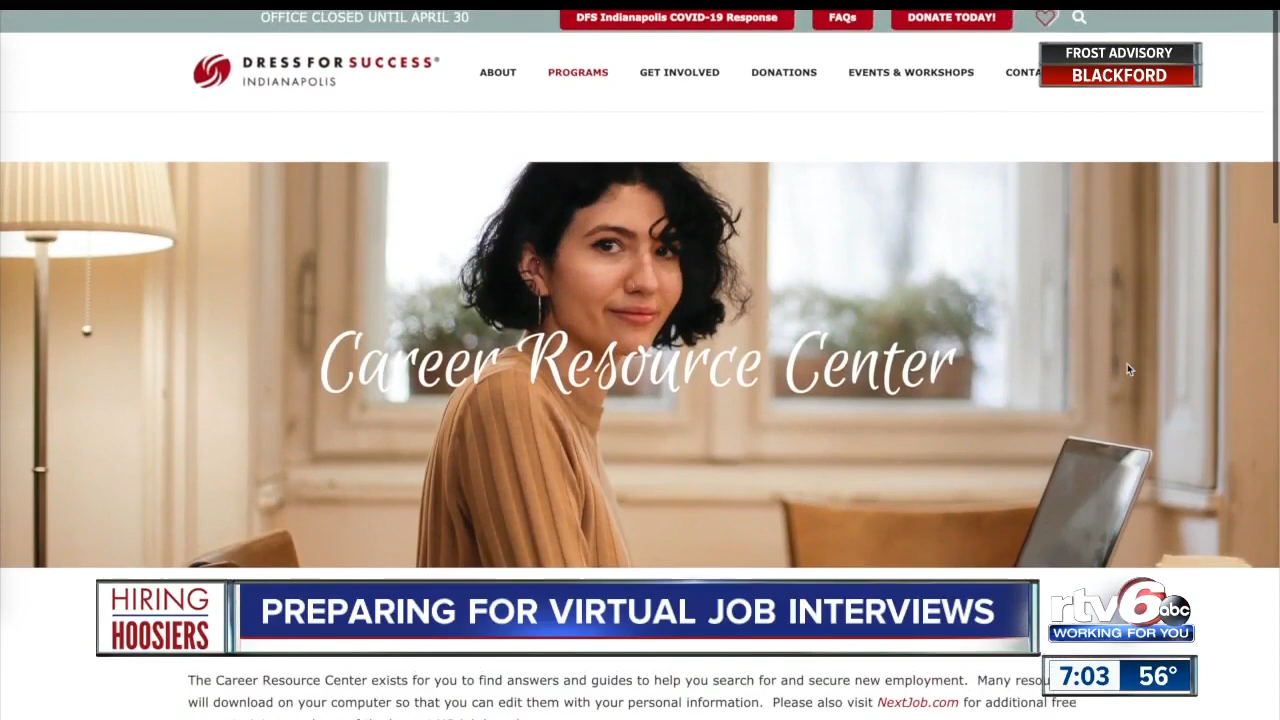 OFFICE CLOSED UNTIL APRIL 30
DFS Indianapolis COVID-19 Response
FAQs
DONATE TODAY!
DRESS FOR SUCCESS®
INDIANAPOLIS
ABOUT
PROGRAMS
GET INVOLVED
DONATIONS
EVENTS & WORKSHOPS
CONTA
FROST ADVISORY
BLACKFORD
Career Resource Center
HIRING
HOOSIERS
PREPARING FOR VIRTUAL JOB INTERVIEWS
rtv6 abc
WORKING FOR YOU
7:03 56°
The Career Resource Center exists for you to find answers and guides to help you search for and secure new employment. Many resou
will download on your computer so that you can edit them with your personal information. Please also visit NextJob.com for additional free